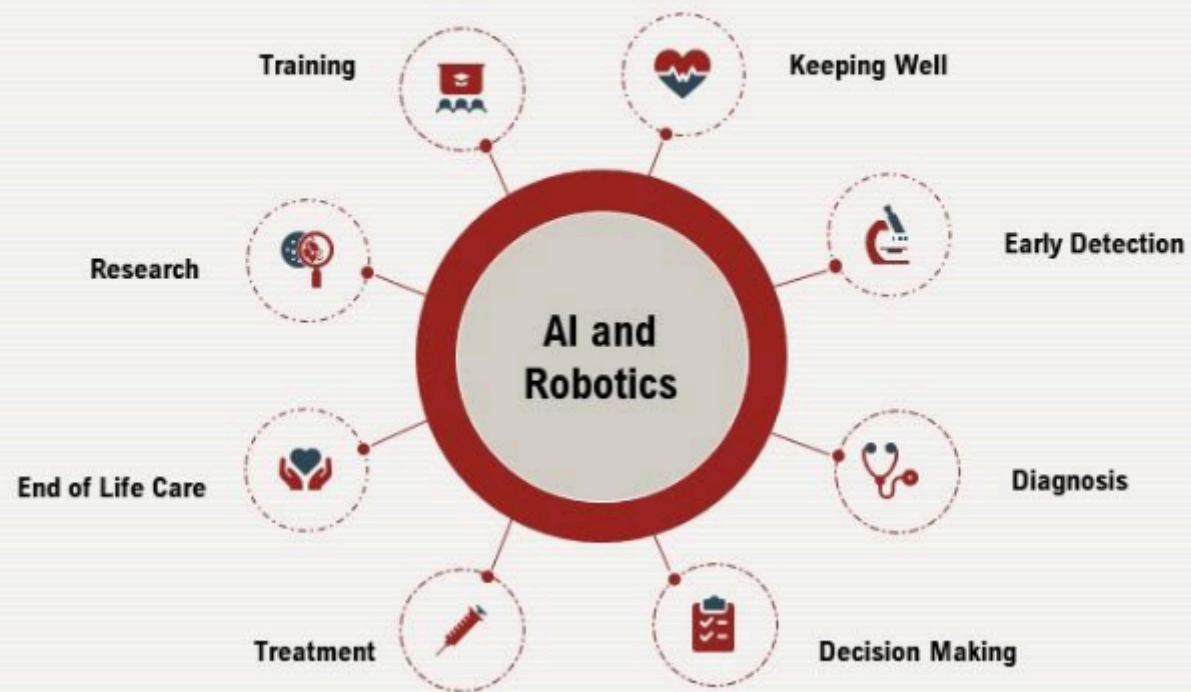 Training
Keeping Well
Research
Early Detection
AI and
Robotics
End of Life Care
Diagnosis
Treatment
Decision Making